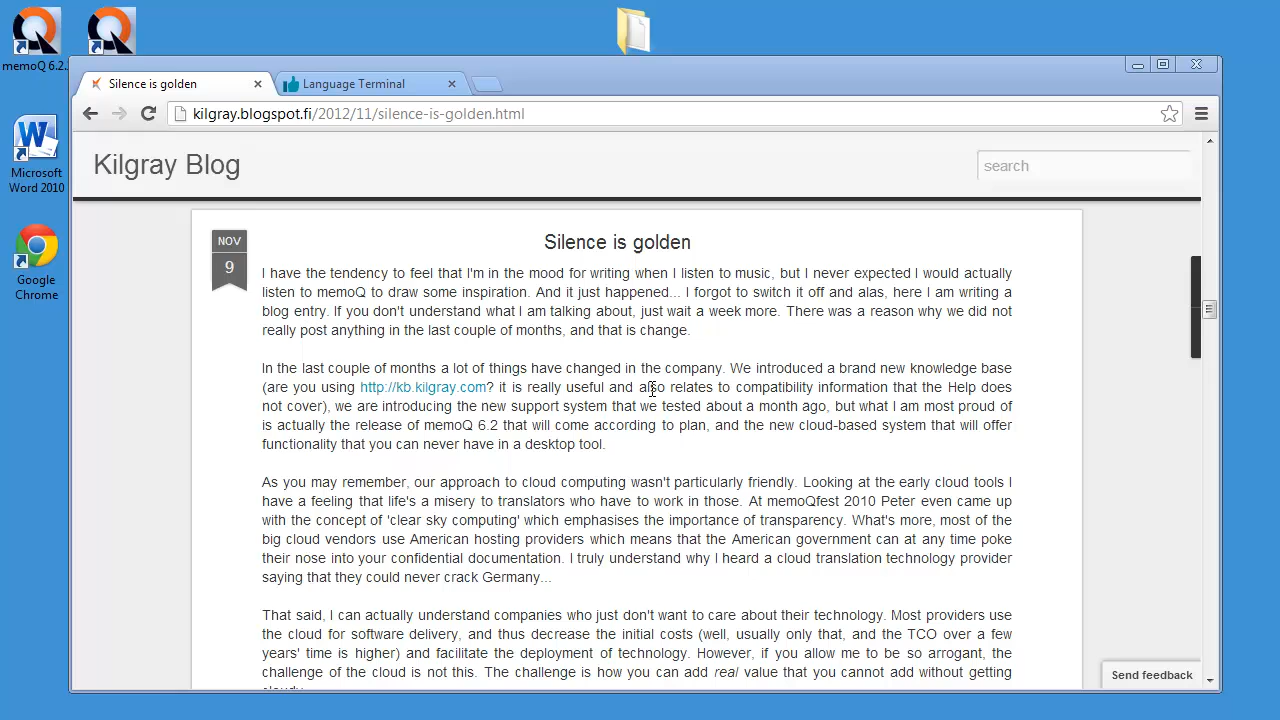 memoQ 6.2.
Microsoft
Word 2010
Google
Chrome
Silence is golden
Language Terminal
kilgray.blogspot.fi/2012/11/silence-is-golden.html
Kilgray Blog
search
NOV
9
Silence is golden
I have the tendency to feel that I'm in the mood for writing when I listen to music, but I never expected I would actually
listen to memoQ to draw some inspiration. And it just happened... I forgot to switch it off and alas, here I am writing a
blog entry. If you don't understand what I am talking about, just wait a week more. There was a reason why we did not
really post anything in the last couple of months, and that is change.
In the last couple of months a lot of things have changed in the company. We introduced a brand new knowledge base
(are you using http://kb.kilgray.com? it is really useful and also relates to compatibility information that the Help does
not cover), we are introducing the new support system that we tested about a month ago, but what I am most proud of
is actually the release of memoQ 6.2 that will come according to plan, and the new cloud-based system that will offer
functionality that you can never have in a desktop tool.
As you may remember, our approach to cloud computing wasn't particularly friendly. Looking at the early cloud tools I
have a feeling that life's a misery to translators who have to work in those. At memoQfest 2010 Peter even came up
with the concept of 'clear sky computing' which emphasises the importance of transparency. What's more, most of the
big cloud vendors use American hosting providers which means that the American government can at any time poke
their nose into your confidential documentation. I truly understand why I heard a cloud translation technology provider
saying that they could never crack Germany...
That said, I can actually understand companies who just don't want to care about their technology. Most providers use
the cloud for software delivery, and thus decrease the initial costs (well, usually only that, and the TCO over a few
years' time is higher) and facilitate the deployment of technology. However, if you allow me to be so arrogant, the
challenge of the cloud is not this. The challenge is how you can add real value that you cannot add without getting
Send feedback